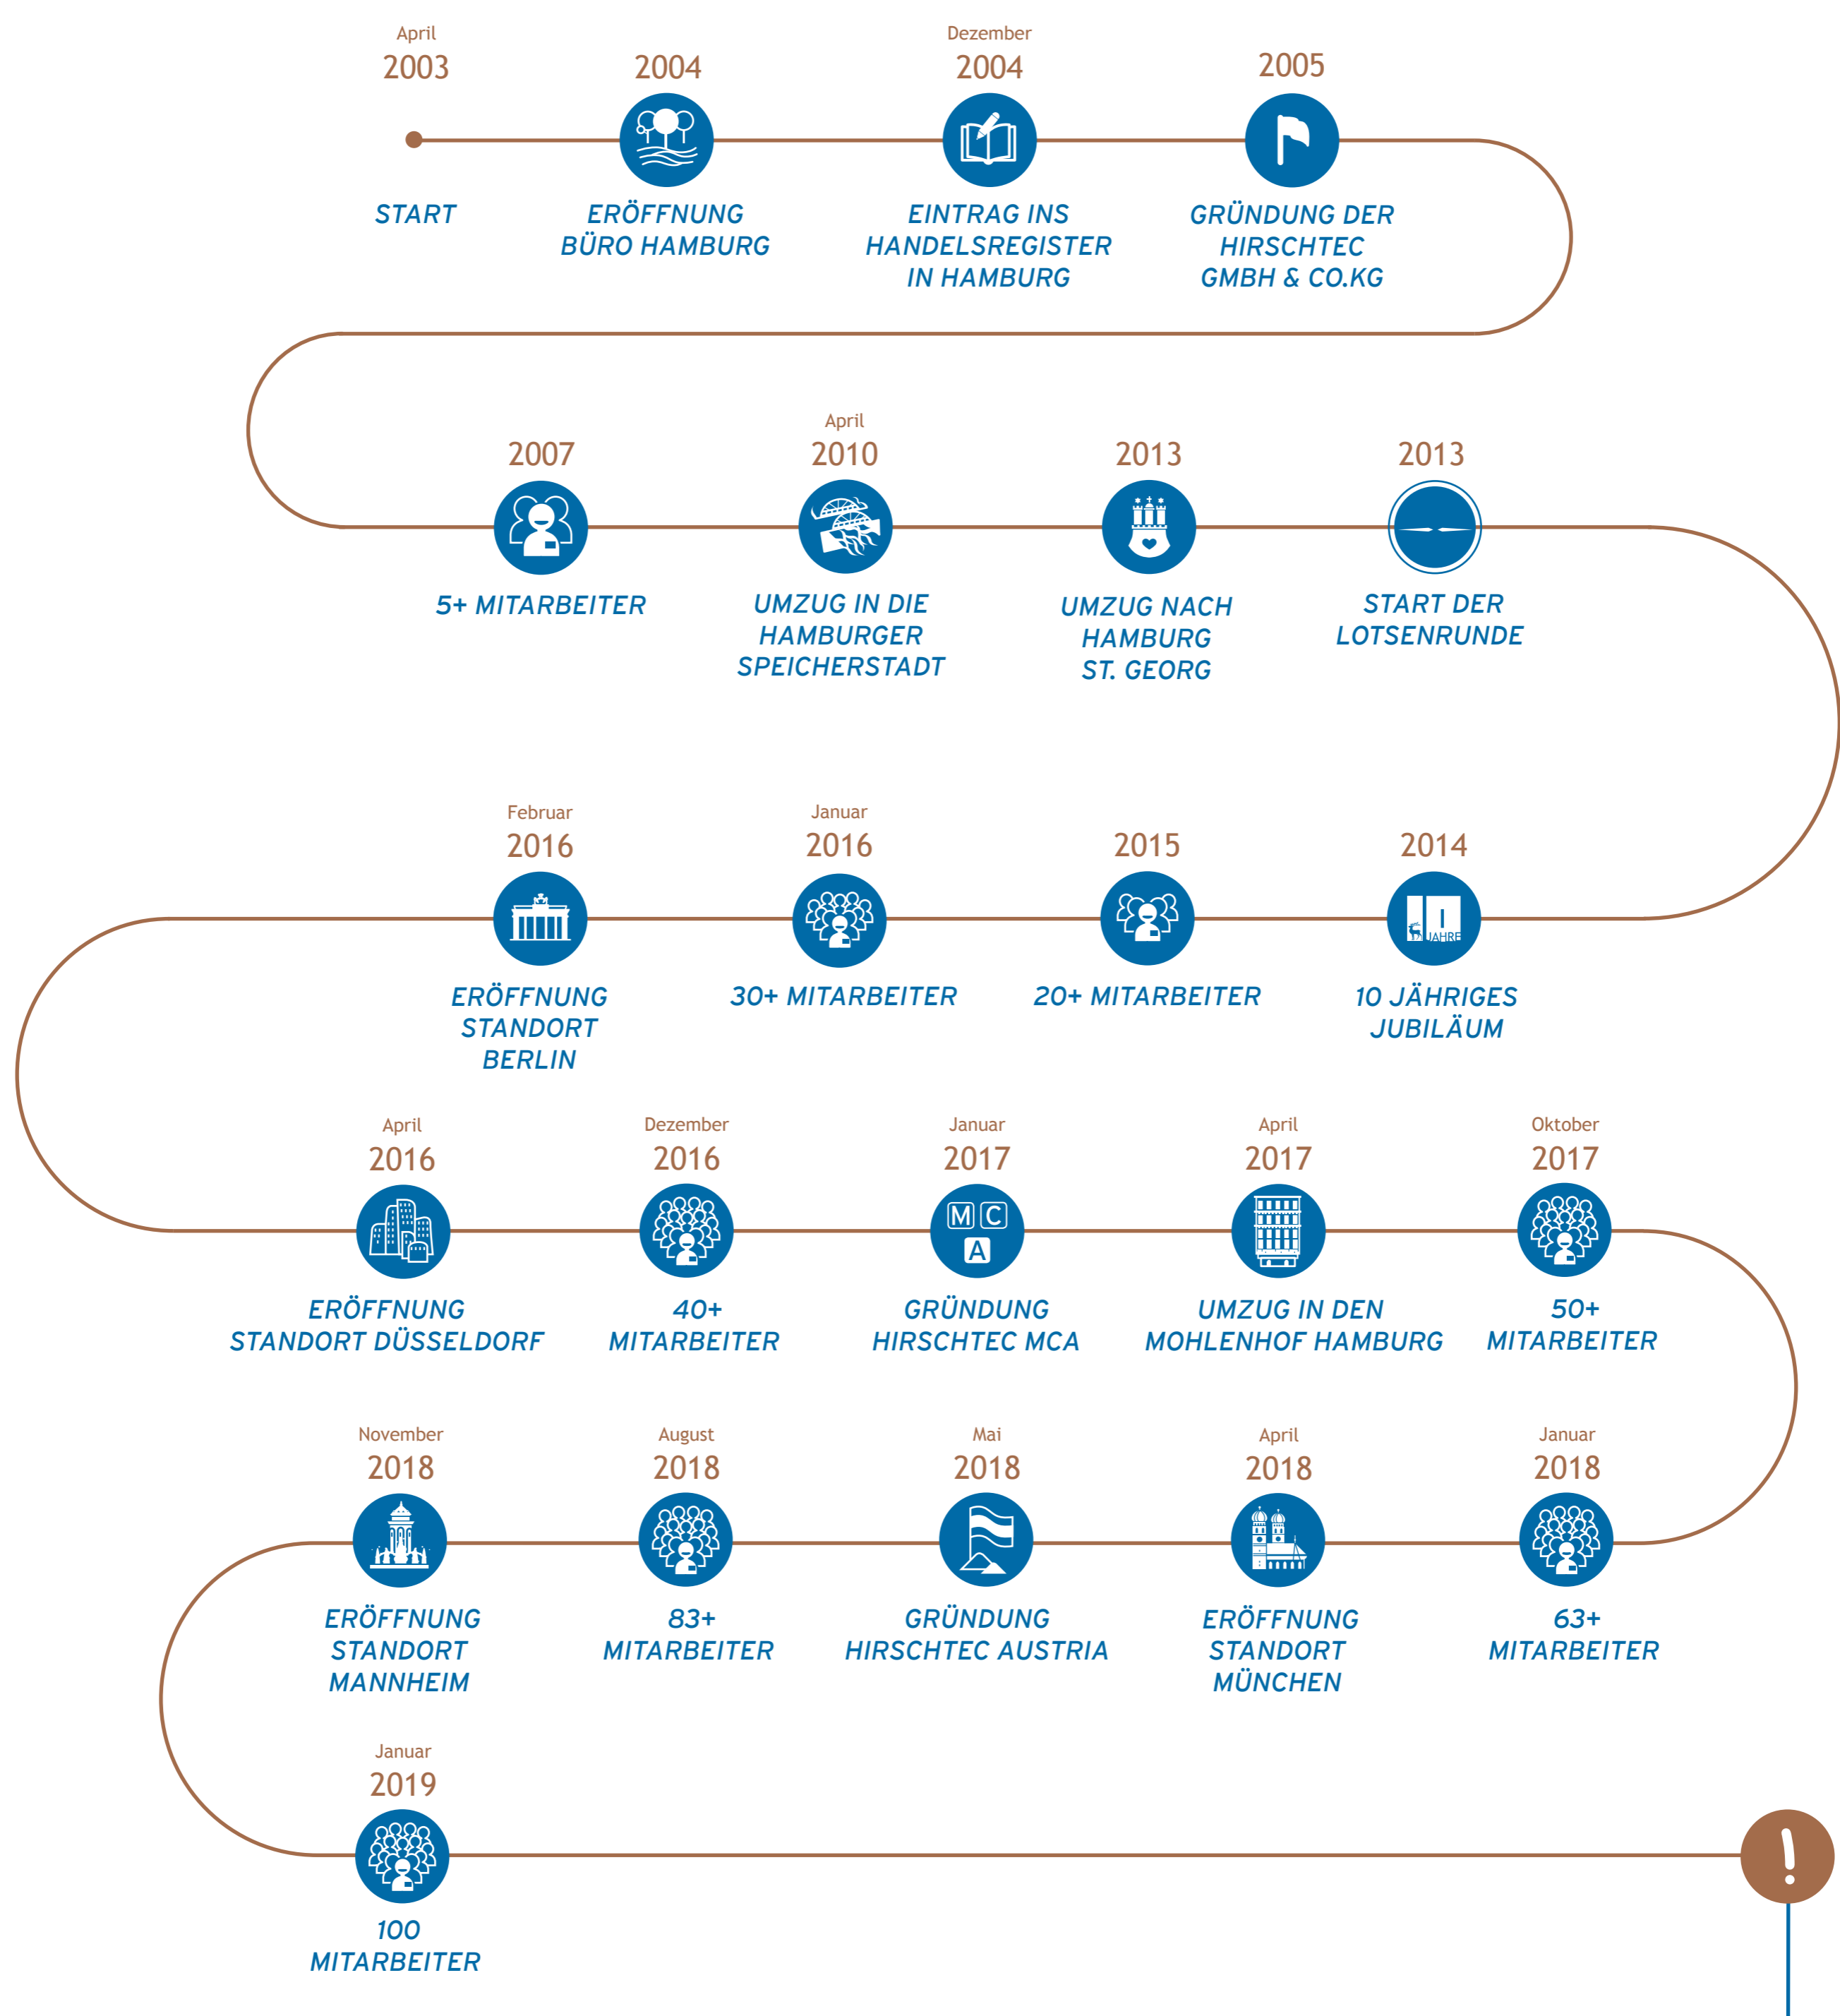 April
2003
START
2004
ERÖFFNUNG
BÜRO HAMBURG
Dezember
2004
EINTRAG INS
HANDELSREGISTER
IN HAMBURG
2005
GRÜNDUNG DER
HIRSCHTEC
GMBH & CO.KG
2007
5+ MITARBEITER
April
2010
UMZUG IN DIE
HAMBURGER
SPEICHERSTADT
2013
UMZUG NACH
HAMBURG
ST. GEORG
2013
START DER
LOTSENRUNDE
2014
JAHRE
10 JÄHRIGES
JUBILÄUM
2015
20+ MITARBEITER
Januar
2016
30+ MITARBEITER
Februar
2016
ERÖFFNUNG
STANDORT
BERLIN
April
2016
ERÖFFNUNG
STANDORT DÜSSELDORF
Dezember
2016
40+
MITARBEITER
Januar
2017
M C
A
GRÜNDUNG
HIRSCHTEC MCA
April
2017
UMZUG IN DEN
MOHLENHOF HAMBURG
Oktober
2017
50+
MITARBEITER
Januar
2018
63+
MITARBEITER
April
2018
ERÖFFNUNG
STANDORT
MÜNCHEN
Mai
2018
GRÜNDUNG
HIRSCHTEC AUSTRIA
August
2018
83+
MITARBEITER
November
2018
ERÖFFNUNG
STANDORT
MANNHEIM
Januar
2019
100
MITARBEITER
!